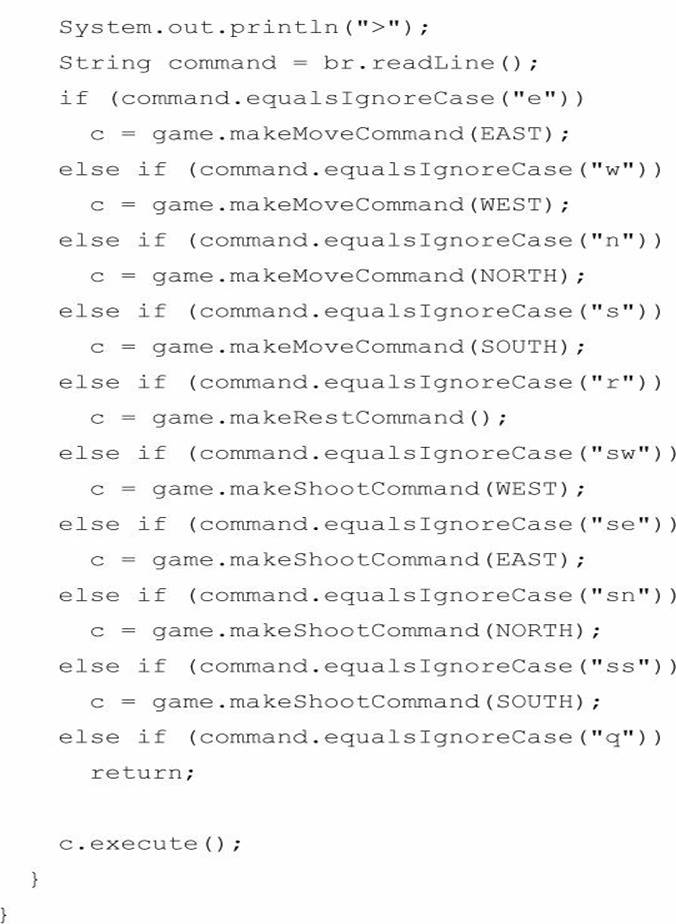 System.out.println(">");
String command = br.readLine();
if (command.equalsIgnoreCase("e"))
c = game.makeMoveCommand(EAST);
else if (command.equalsIgnoreCase("w"))
c = game.makeMoveCommand(WEST);
else if (command.equalsIgnoreCase("n"))
c = game.makeMoveCommand(NORTH);
else if (command.equalsIgnoreCase("s"))
c = game.makeMoveCommand(SOUTH);
else if (command.equalsIgnoreCase("r"))
c = game.makeRestCommand();
else if (command.equalsIgnoreCase("sw"))
c = game.makeShootCommand(WEST);
else if (command.equalsIgnoreCase("se"))
c = game.makeShootCommand(EAST);
else if (command.equalsIgnoreCase("sn"))
c = game.makeShootCommand(NORTH);
else if (command.equalsIgnoreCase("ss"))
c = game.makeShootCommand(SOUTH);
else if (command.equalsIgnoreCase("q"))
return;
c.execute();
}
}